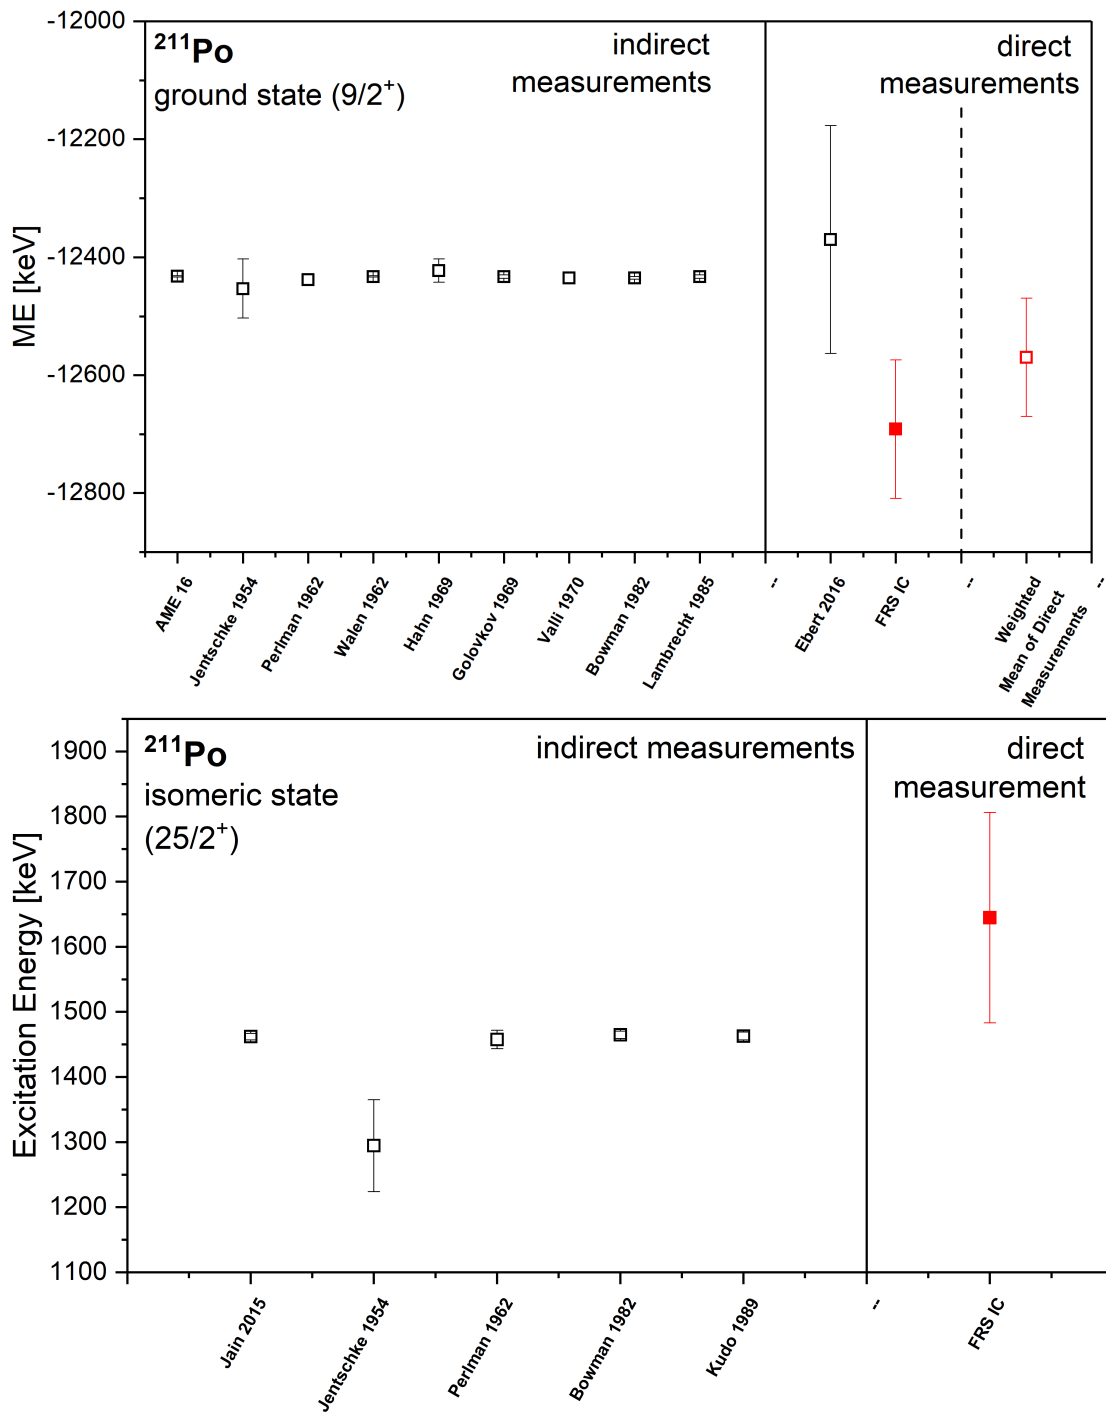 -12000
-12200
-12400
-12600
-12800
ME [keV]
²¹¹Po
ground state (9/2⁺)
indirect
measurements
direct
measurements
AME 16
Jentschke 1954
Perlman 1962
Walen 1962
Hahn 1969
Golovkov 1969
Valli 1970
Bowman 1982
Lambrecht 1985
--
Ebert 2016
FRS IC
--
Weighted
Mean of Direct
Measurements
--
1900
1800
1700
1600
1500
1400
1300
1200
1100
Excitation Energy [keV]
²¹¹Po
isomeric state
(25/2⁺)
indirect measurements
direct
measurement
Jain 2015
Jentschke 1954
Perlman 1962
Bowman 1982
Kudo 1989
--
FRS IC